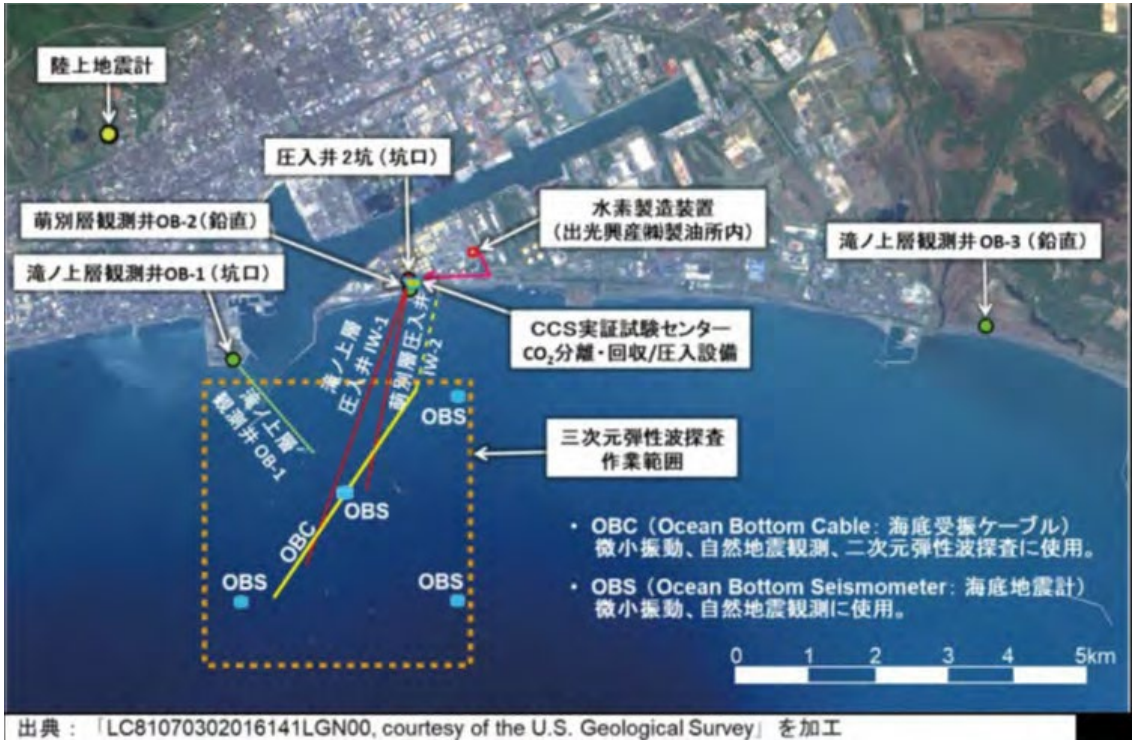 陸上地震計
圧入井2坑(坑口)
萌別層観測井OB-2(鉛直)
水素製造装置
(出光興産㈱製油所内)
滝ノ上層観測井OB-3(鉛直)
滝ノ上層観測井OB-1(坑口)
滝ノ上層
圧入井 IW-1
萌別層圧入井
IW-2
CCS実証試験センター
CO₂分離・回収/圧入設備
滝ノ上層
観測井OB-1
OBS
三次元弾性波探査
作業範囲
OBS
OBC
OBS
OBS
・ OBC (Ocean Bottom Cable: 海底受振ケーブル)
微小振動、自然地震観測、二次元弾性波探査に使用。
・ OBS (Ocean Bottom Seismometer: 海底地震計)
微小振動、自然地震観測に使用。
0 1 2 3 4 5km
出典: 「LC81070302016141LGN00, courtesy of the U.S. Geological Survey」を加工